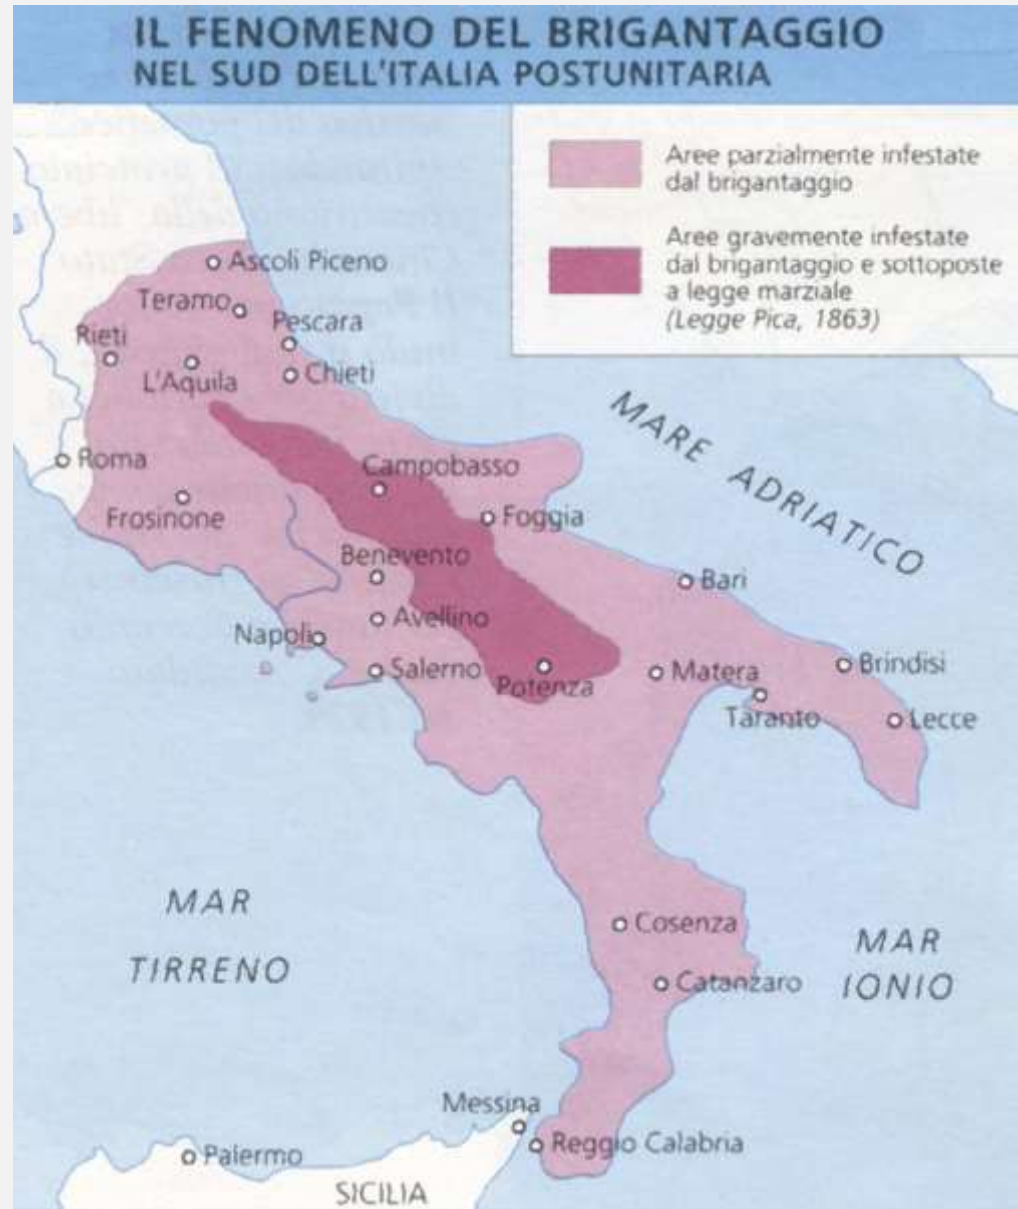 IL FENOMENO DEL BRIGANTAGGIO
NEL SUD DELL'ITALIA POSTUNITARIA
Aree parzialmente infestate
dal brigantaggio
Aree gravemente infestate
dal brigantaggio e sottoposte
a legge marziale
(Legge Pica, 1863)
Ascoli Piceno
Teramo
Pescara
Rieti
L'Aquila
Chieti
MARE ADRIATICO
Roma
Campobasso
Frosinone
Foggia
Benevento
Bari
Avellino
Napoli
Salerno
Potenza
Matera
Brindisi
Taranto
Lecce
MAR
TIRRENO
Cosenza
MAR
IONIO
Catanzaro
Messina
Reggio Calabria
Palermo
SICILIA